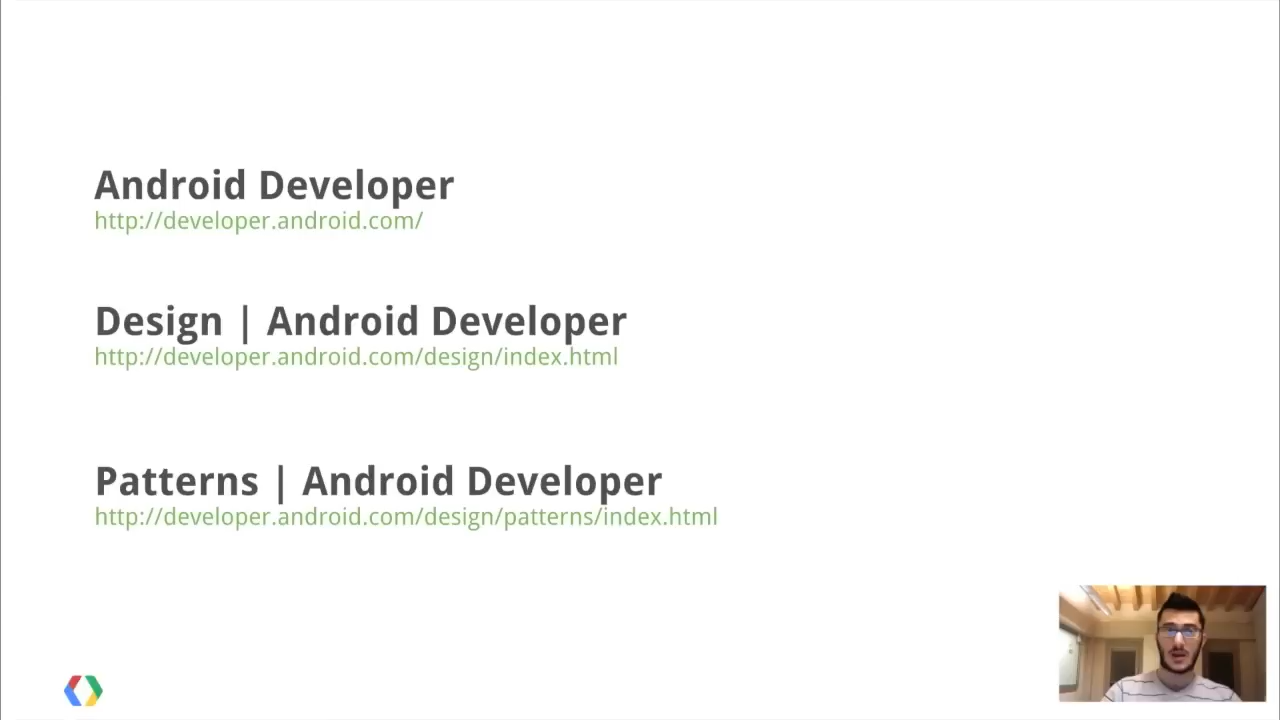 Android Developer
http://developer.android.com/
Design | Android Developer
http://developer.android.com/design/index.html
Patterns | Android Developer
http://developer.android.com/design/patterns/index.html